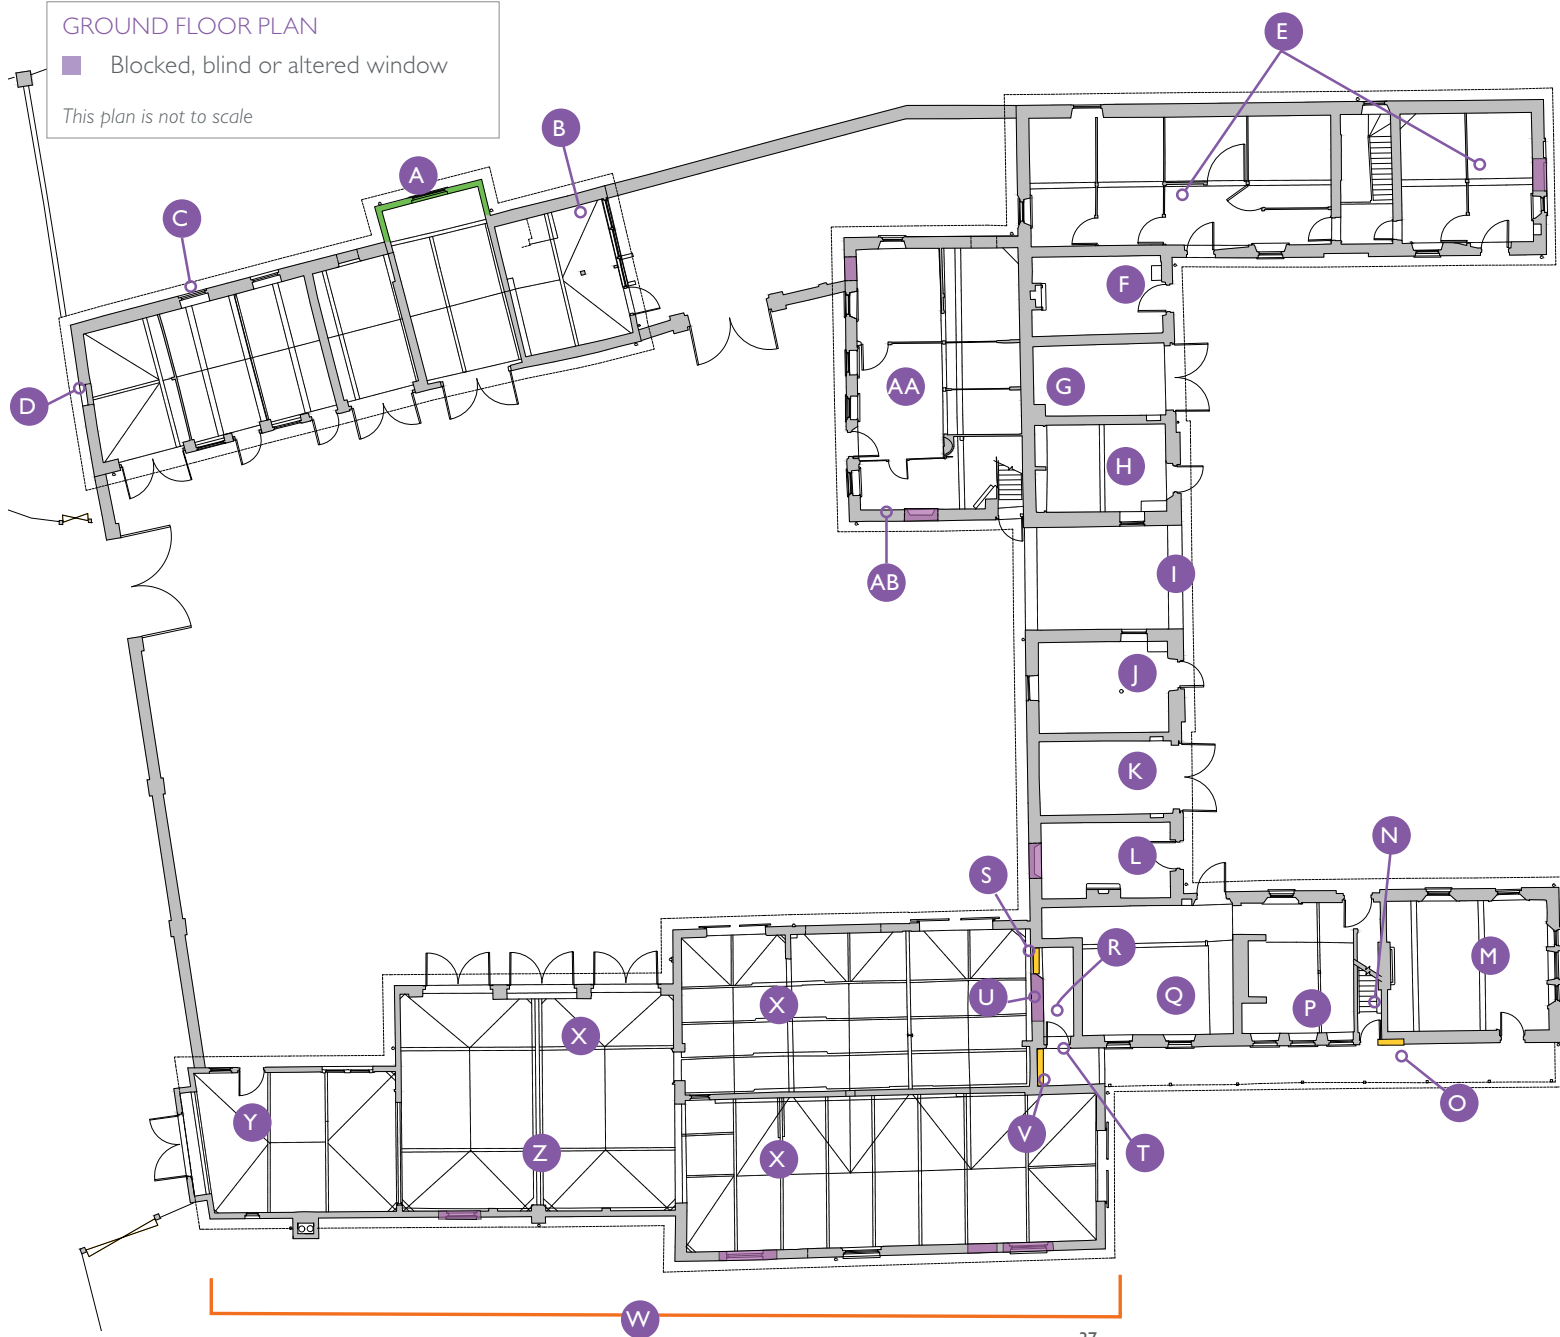 GROUND FLOOR PLAN
Blocked, blind or altered window
This plan is not to scale
E
B
A
C
F
D
AA
G
H
AB
I
J
K
N
L
S
R
M
U
Q
X
P
X
O
Y
V
Z
T
X
W